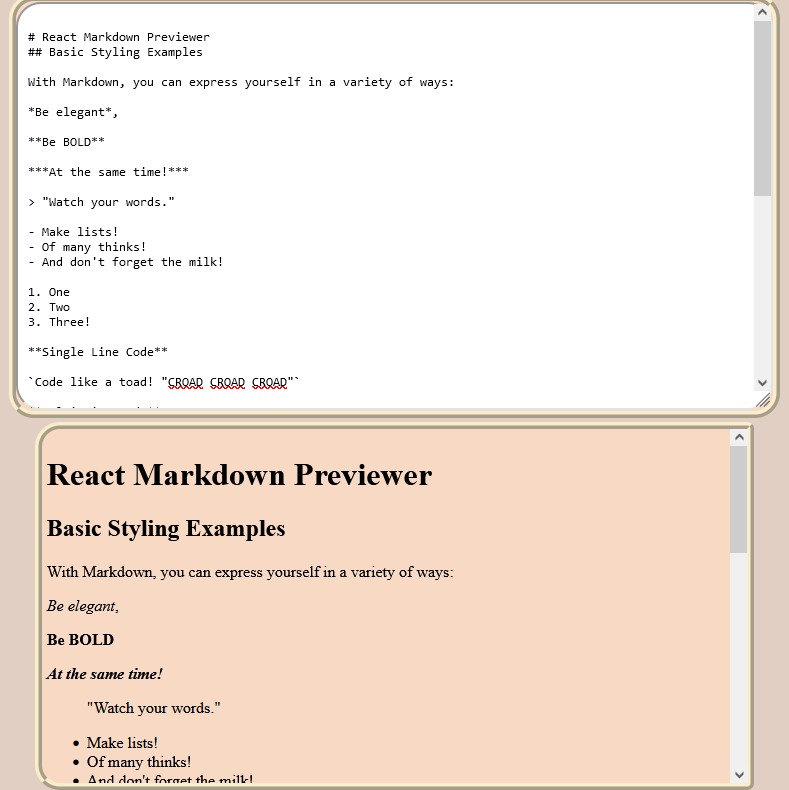 # React Markdown Previewer
## Basic Styling Examples
With Markdown, you can express yourself in a variety of ways:
*Be elegant*,
**Be BOLD**
***At the same time!***
> "Watch your words."
- Make lists!
- Of many thinks!
- And don't forget the milk!
1. One
2. Two
3. Three!
**Single Line Code**
`Code like a toad! "CROAD CROAD CROAD"`
React Markdown Previewer
Basic Styling Examples
With Markdown, you can express yourself in a variety of ways:
Be elegant,
Be BOLD
At the same time!
"Watch your words."
• Make lists!
• Of many thinks!
• And don't forget the milk!